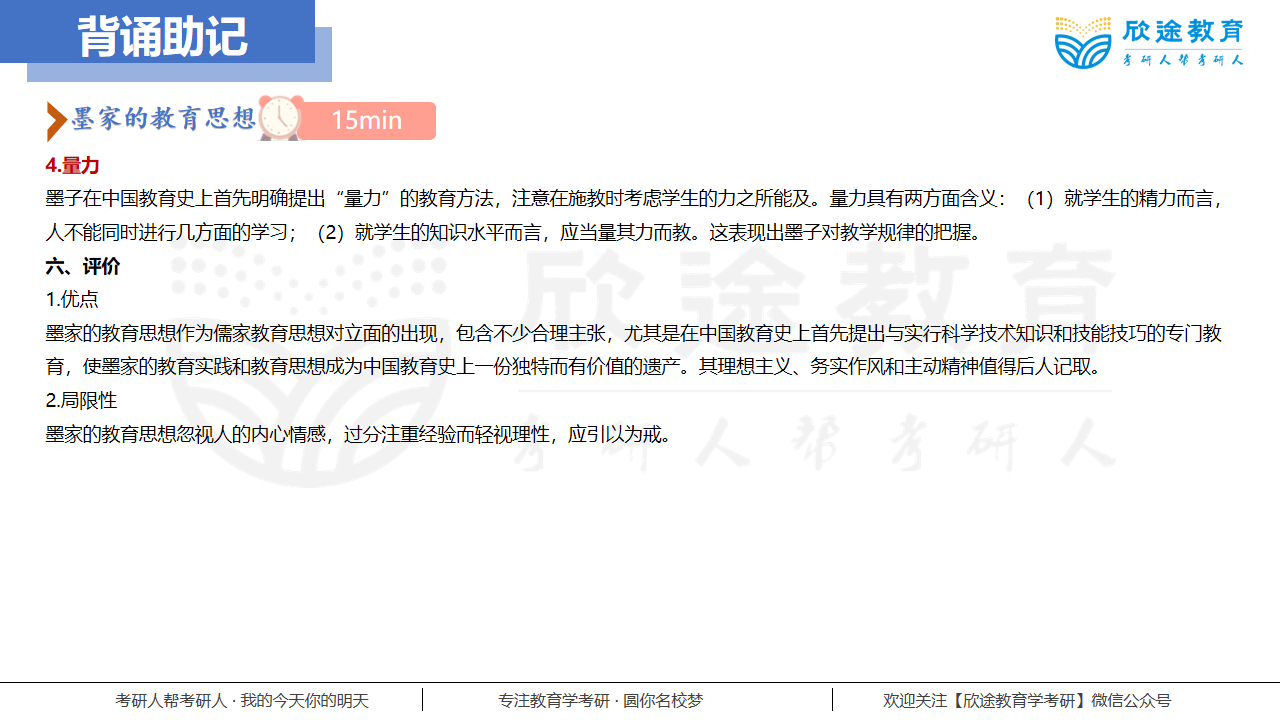 背诵助记
欣途教育
考研人帮考研人
墨家的教育思想
15min
4.量力
墨子在中国教育史上首先明确提出“量力”的教育方法，注意在施教时考虑学生的力之所能及。量力具有两方面含义：（1）就学生的精力而言，
人不能同时进行几方面的学习；（2）就学生的知识水平而言，应当量其力而教。这表现出墨子对教学规律的把握。
六、评价
1.优点
墨家的教育思想作为儒家教育思想对立面的出现，包含不少合理主张，尤其是在中国教育史上首先提出与实行科学技术知识和技能技巧的专门教
育，使墨家的教育实践和教育思想成为中国教育史上一份独特而有价值的遗产。其理想主义、务实作风和主动精神值得后人记取。
2.局限性
墨家的教育思想忽视人的内心情感，过分注重经验而轻视理性，应引以为戒。
欣途教育
考研人帮考研人
考研人帮考研人 · 我的今天你的明天
专注教育学考研 · 圆你名校梦
欢迎关注【欣途教育学考研】微信公众号